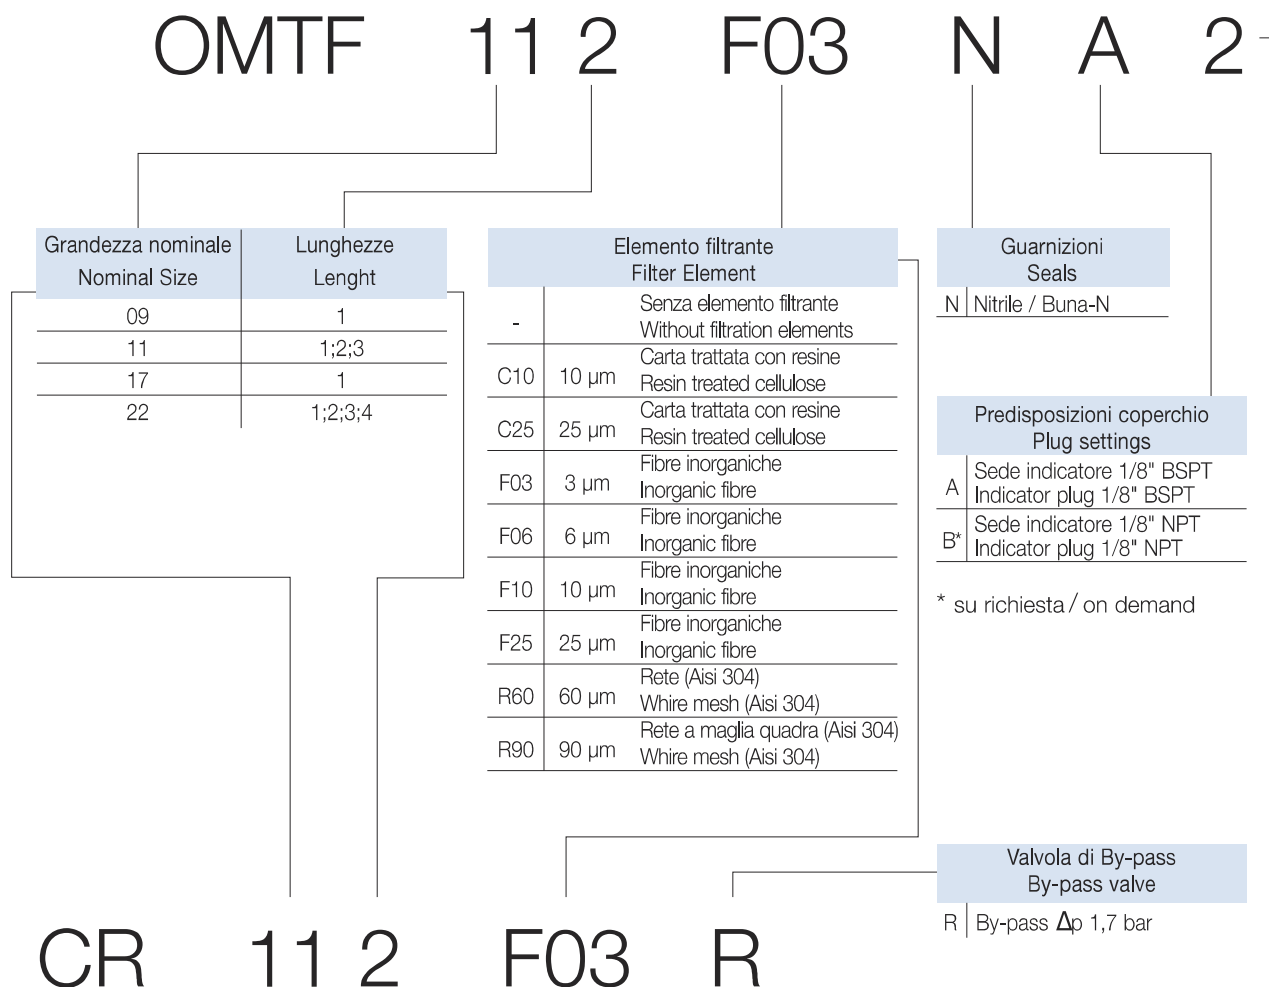 OMTF 11 2 F03 N A 2 -
Grandezza nominale
Nominal Size
Lunghezze
Lenght
09 1
11 1;2;3
17 1
22 1;2;3;4
Elemento filtrante
Filter Element
- Senza elemento filtrante
Without filtration elements
C10 10 µm Carta trattata con resine
Resin treated cellulose
C25 25 µm Carta trattata con resine
Resin treated cellulose
F03 3 µm Fibre inorganiche
Inorganic fibre
F06 6 µm Fibre inorganiche
Inorganic fibre
F10 10 µm Fibre inorganiche
Inorganic fibre
F25 25 µm Fibre inorganiche
Inorganic fibre
R60 60 µm Rete (Aisi 304)
Whire mesh (Aisi 304)
R90 90 µm Rete a maglia quadra (Aisi 304)
Whire mesh (Aisi 304)
Guarnizioni
Seals
N Nitrile / Buna-N
Predisposizioni coperchio
Plug settings
A Sede indicatore 1/8" BSPT
Indicator plug 1/8" BSPT
B* Sede indicatore 1/8" NPT
Indicator plug 1/8" NPT
* su richiesta / on demand
Valvola di By-pass
By-pass valve
R By-pass Δp 1,7 bar
CR 11 2 F03 R